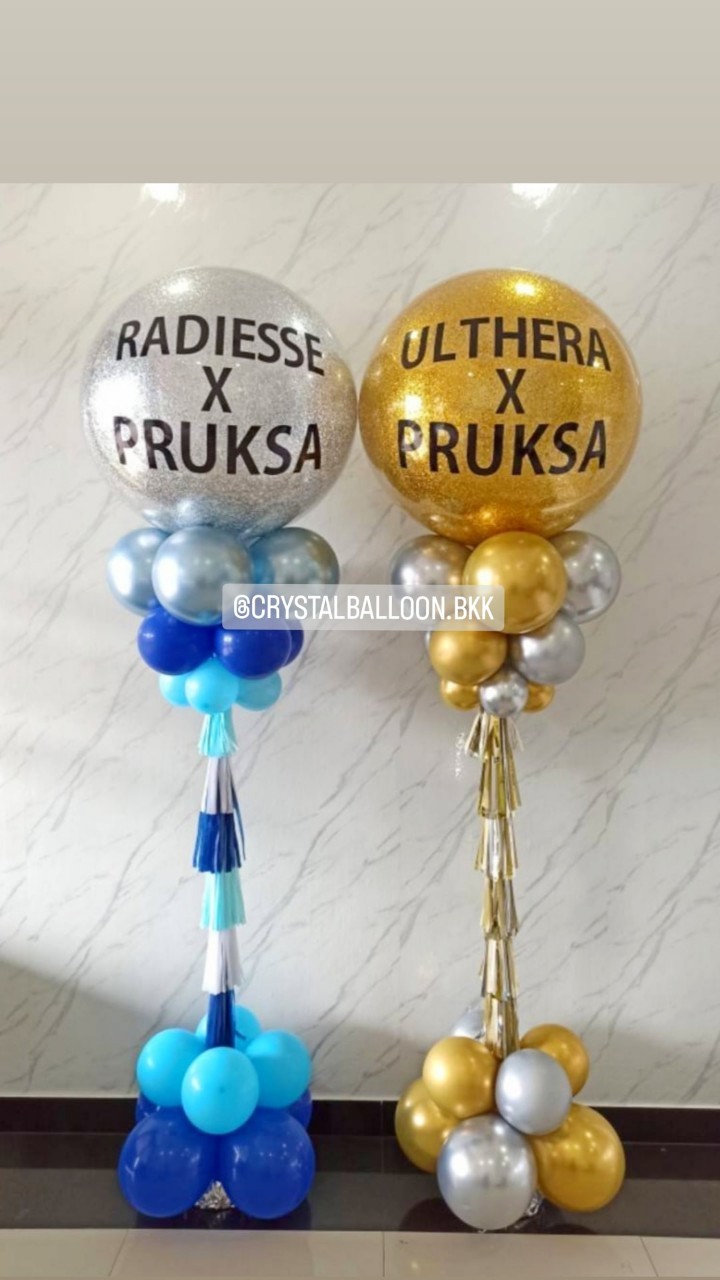 RADIESSE
X
PRUKSA
ULTHERA
X
PRUKSA
@CRYSTALBALLOON.BKK